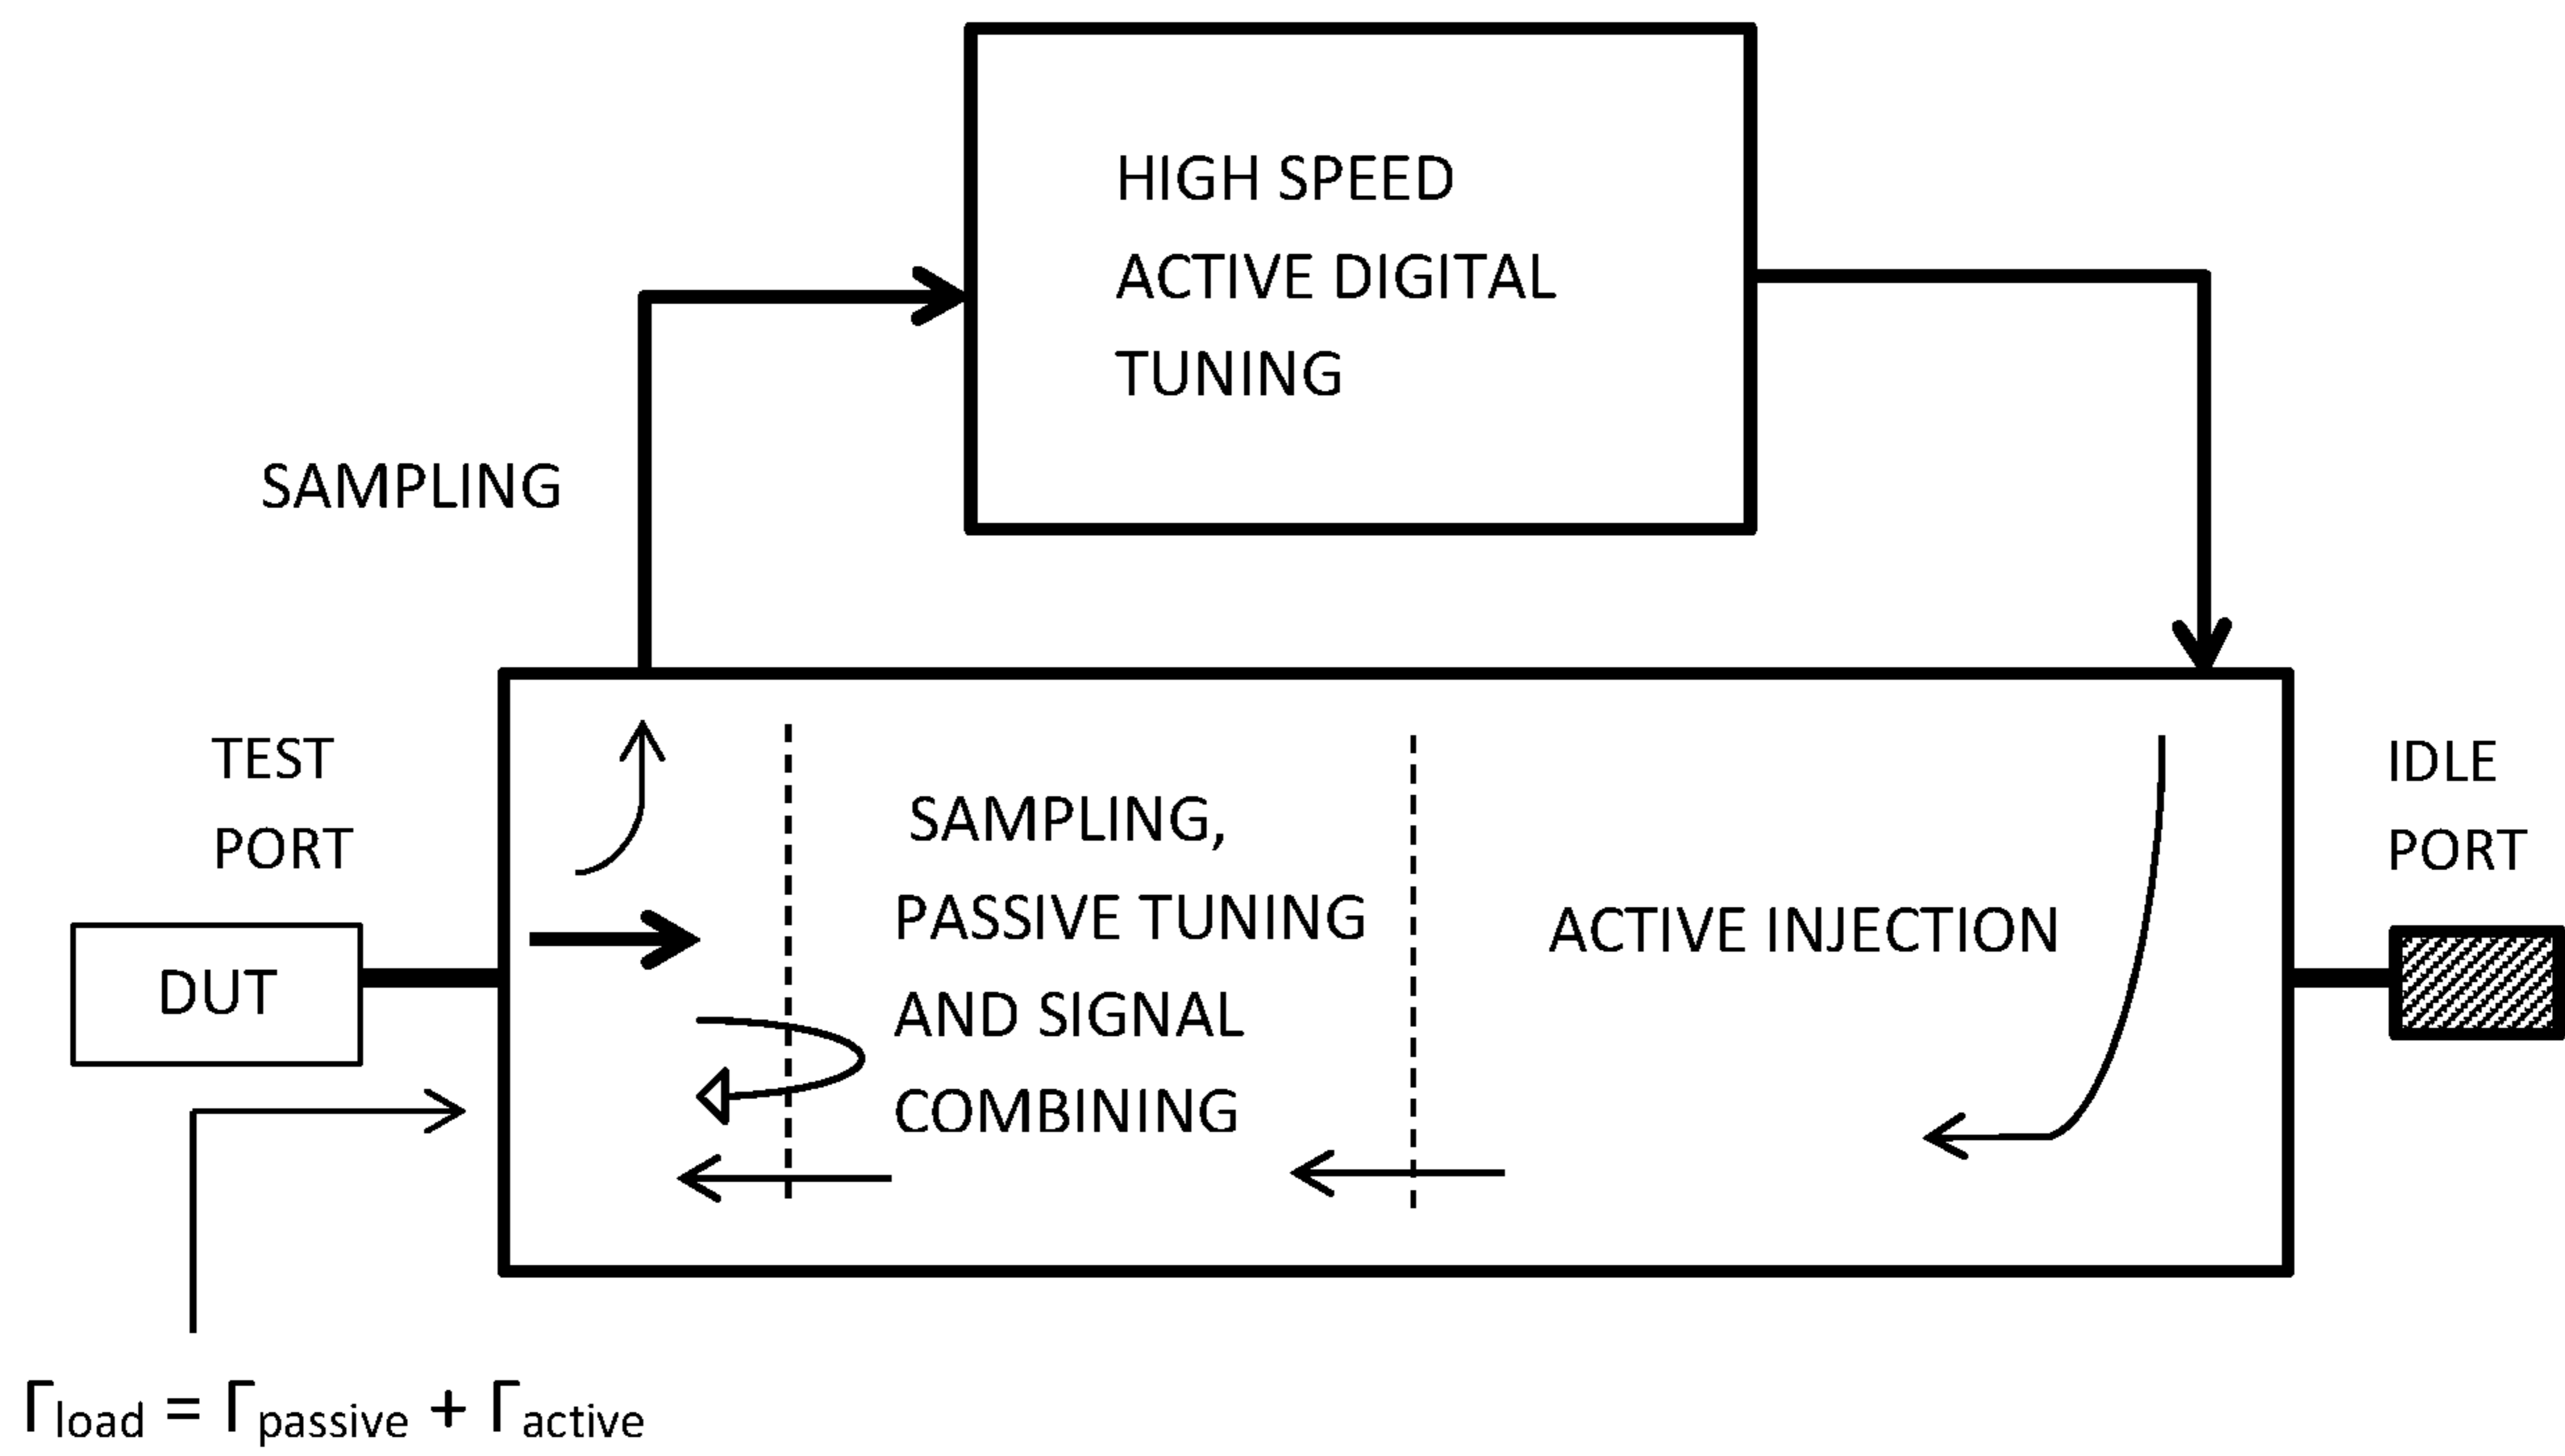 HIGH SPEED
ACTIVE DIGITAL
TUNING
SAMPLING
TEST
PORT
DUT
SAMPLING,
PASSIVE TUNING
AND SIGNAL
COMBINING
ACTIVE INJECTION
IDLE
PORT
Γload = Γpassive + Γactive